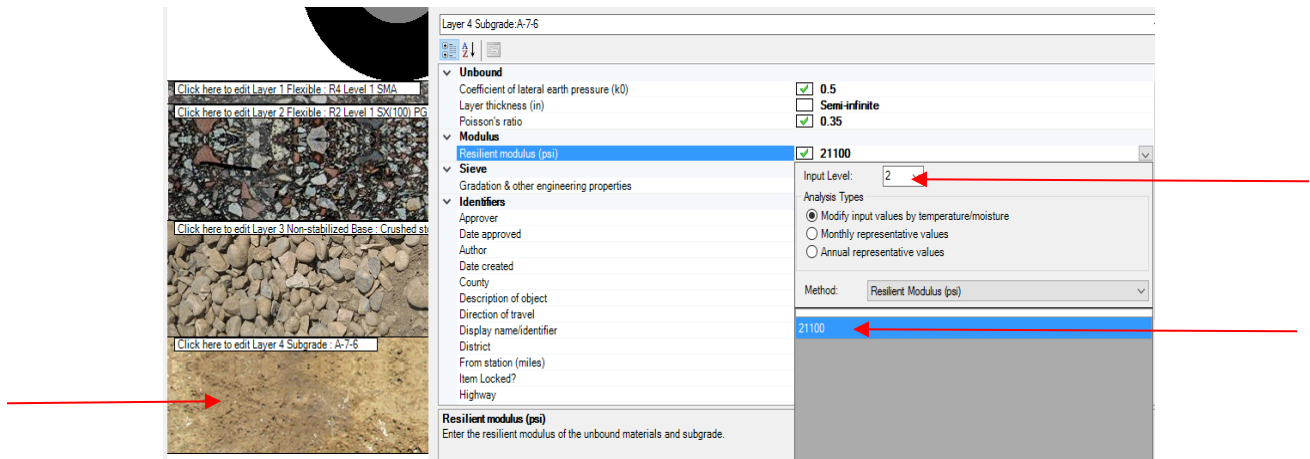 Layer 4 Subgrade:A-7-6
Click here to edit Layer 1 Flexible : R4 Level 1 SMA
Click here to edit Layer 2 Flexible : R2 Level 1 SX(100) PG
Click here to edit Layer 3 Non-stabilized Base : Crushed sto
Click here to edit Layer 4 Subgrade : A-7-6
Unbound
Coefficient of lateral earth pressure (k0) 0.5
Layer thickness (in) Semi-infinite
Poisson's ratio 0.35
Modulus
Resilient modulus (psi) 21100
Sieve
Gradation & other engineering properties
Identifiers
Approver
Date approved
Author
Date created
County
Description of object
Direction of travel
Display name/identifier
District
From station (miles)
Item Locked?
Highway
Input Level: 2
Analysis Types
Modify input values by temperature/moisture
Monthly representative values
Annual representative values
Method: Resilient Modulus (psi)
21100
Resilient modulus (psi)
Enter the resilient modulus of the unbound materials and subgrade.